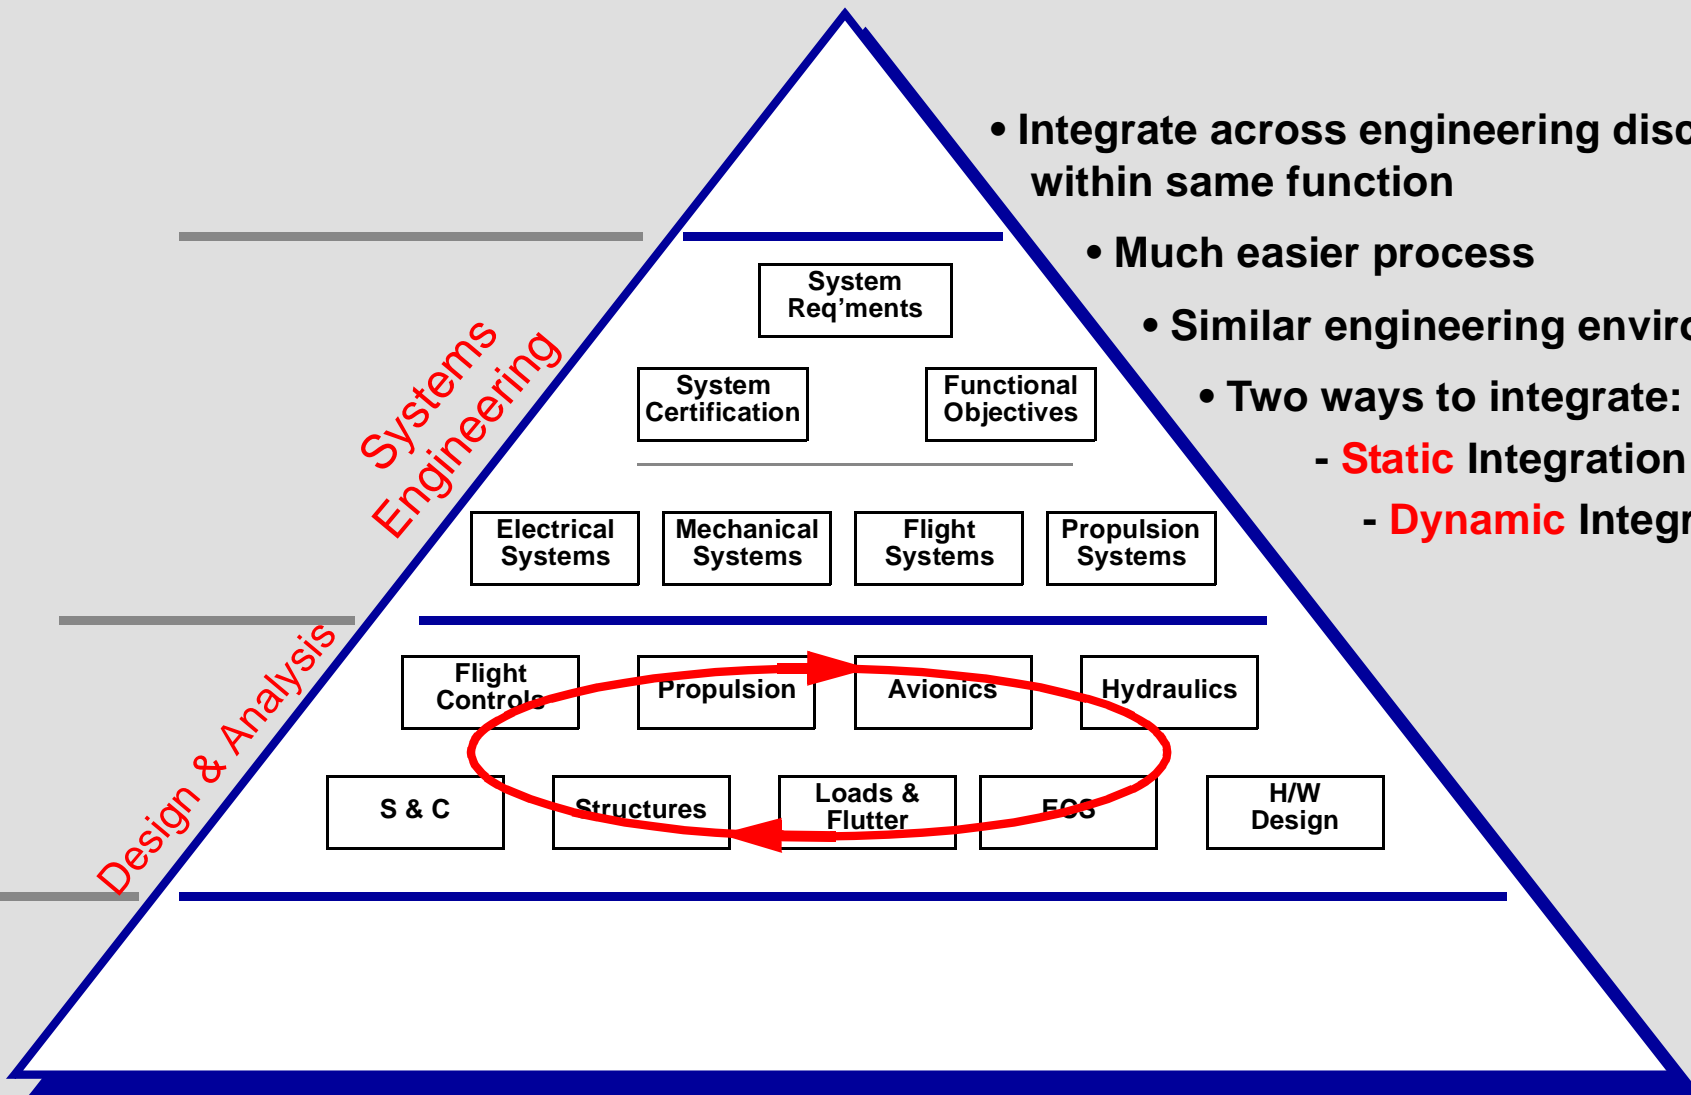 • Integrate across engineering disc
within same function
• Much easier process
• Similar engineering enviro
• Two ways to integrate:
- Static Integration
- Dynamic Integr
Systems
Engineering
System
Req'ments
System
Certification
Functional
Objectives
Electrical
Systems
Mechanical
Systems
Flight
Systems
Propulsion
Systems
Design & Analysis
Flight
Controls
Propulsion
Avionics
Hydraulics
S & C
Structures
Loads &
Flutter
ECS
H/W
Design